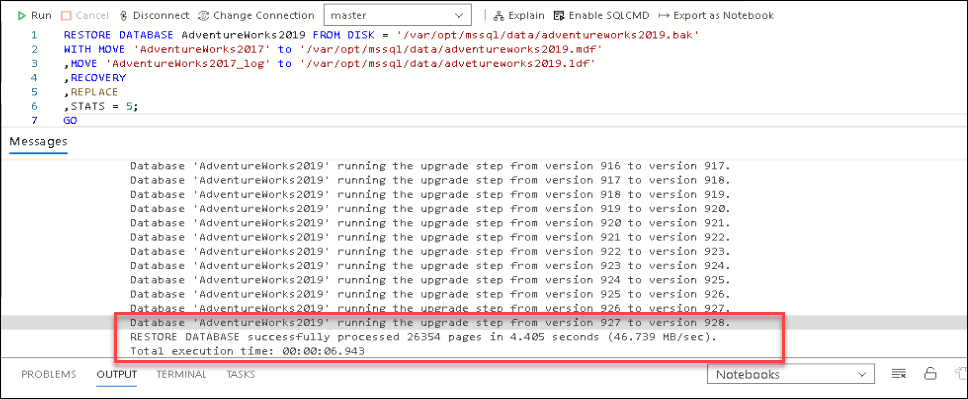 Run Cancel Disconnect Change Connection master Explain Enable SQLCMD Export as Notebook
1 RESTORE DATABASE AdventureWorks2019 FROM DISK = '/var/opt/mssql/data/adventureworks2019.bak'
2 WITH MOVE 'AdventureWorks2017' to '/var/opt/mssql/data/adventureworks2019.mdf'
3 ,MOVE 'AdventureWorks2017_log' to '/var/opt/mssql/data/advetureworks2019.ldf'
4 ,RECOVERY
5 ,REPLACE
6 ,STATS = 5;
7 GO
Messages
Database 'AdventureWorks2019' running the upgrade step from version 916 to version 917.
Database 'AdventureWorks2019' running the upgrade step from version 917 to version 918.
Database 'AdventureWorks2019' running the upgrade step from version 918 to version 919.
Database 'AdventureWorks2019' running the upgrade step from version 919 to version 920.
Database 'AdventureWorks2019' running the upgrade step from version 920 to version 921.
Database 'AdventureWorks2019' running the upgrade step from version 921 to version 922.
Database 'AdventureWorks2019' running the upgrade step from version 922 to version 923.
Database 'AdventureWorks2019' running the upgrade step from version 923 to version 924.
Database 'AdventureWorks2019' running the upgrade step from version 924 to version 925.
Database 'AdventureWorks2019' running the upgrade step from version 925 to version 926.
Database 'AdventureWorks2019' running the upgrade step from version 926 to version 927.
Database 'AdventureWorks2019' running the upgrade step from version 927 to version 928.
RESTORE DATABASE successfully processed 26354 pages in 4.405 seconds (46.739 MB/sec).
Total execution time: 00:00:06.943
PROBLEMS OUTPUT TERMINAL TASKS Notebooks